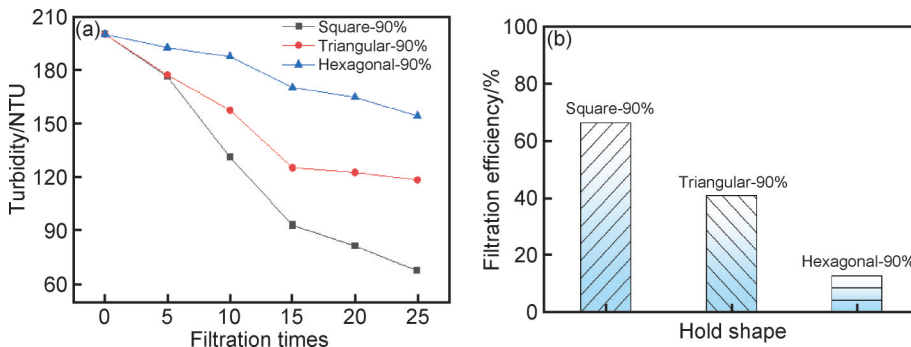 (a)
Square-90%
Triangular-90%
Hexagonal-90%
Turbidity/NTU
210
180
150
120
90
60
0 5 10 15 20 25
Filtration times
(b)
Filtration efficiency/%
100
80
60
40
20
0
Square-90%
Triangular-90%
Hexagonal-90%
Hold shape